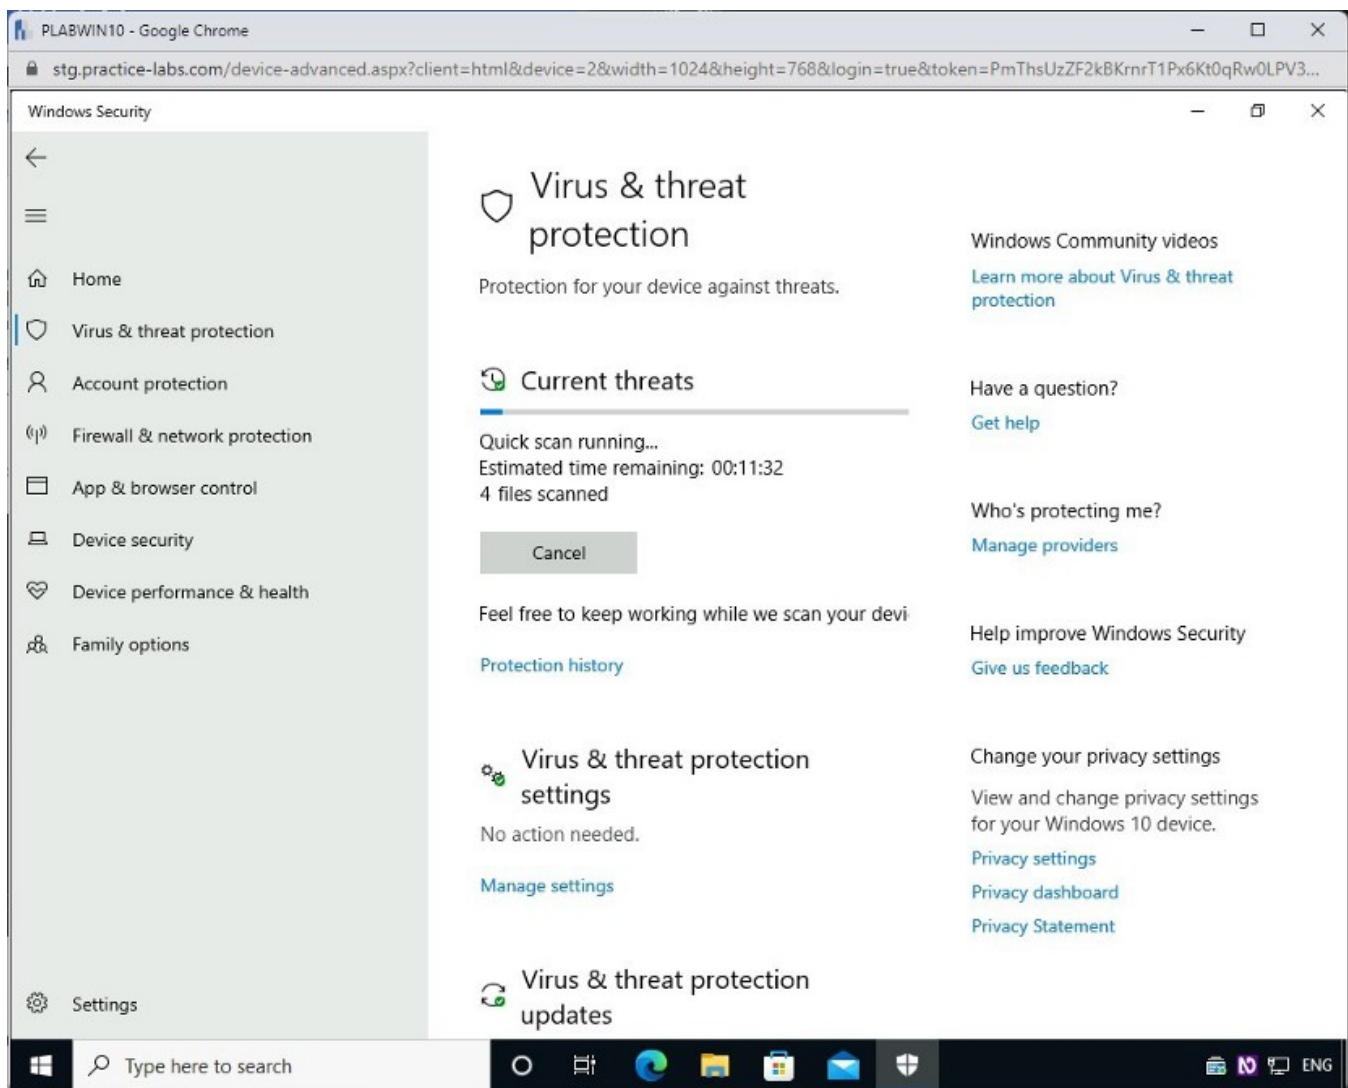 PLABWIN10 - Google Chrome
stg.practice-labs.com/device-advanced.aspx?client=html&device=2&width=1024&height=768&login=true&token=PmThsUzZF2kBKrnrT1Px6Kt0qRw0LPV3...
Windows Security
Home
Virus & threat protection
Account protection
Firewall & network protection
App & browser control
Device security
Device performance & health
Family options
Settings
Virus & threat
protection
Protection for your device against threats.
Current threats
Quick scan running...
Estimated time remaining: 00:11:32
4 files scanned
Cancel
Feel free to keep working while we scan your devi
Protection history
Virus & threat protection
settings
No action needed.
Manage settings
Virus & threat protection
updates
Windows Community videos
Learn more about Virus & threat
protection
Have a question?
Get help
Who's protecting me?
Manage providers
Help improve Windows Security
Give us feedback
Change your privacy settings
View and change privacy settings
for your Windows 10 device.
Privacy settings
Privacy dashboard
Privacy Statement
Type here to search
ENG